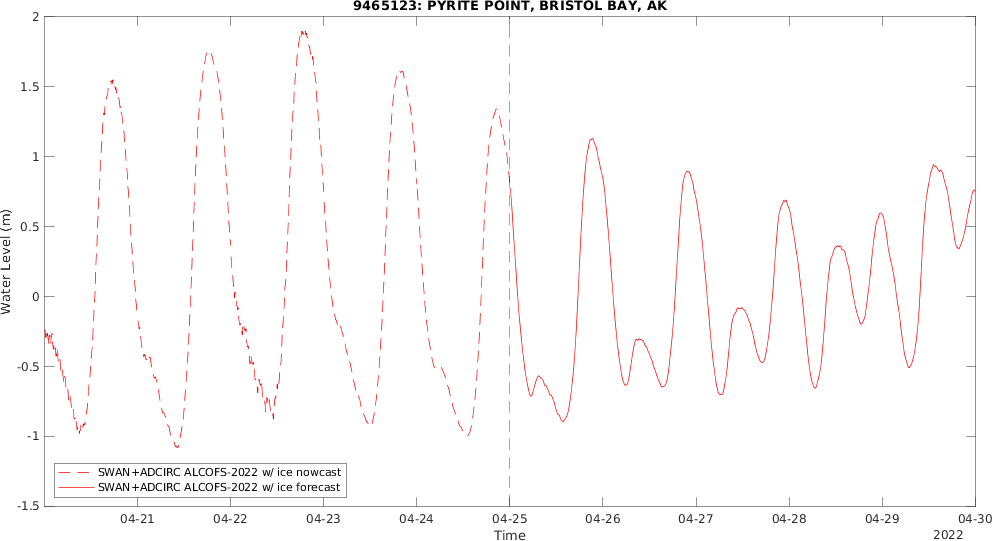 9465123: PYRITE POINT, BRISTOL BAY, AK
2
1.5
1
0.5
0
-0.5
-1
-1.5
Water Level (m)
SWAN+ADCIRC ALCOFS-2022 w/ ice nowcast
SWAN+ADCIRC ALCOFS-2022 w/ ice forecast
04-21 04-22 04-23 04-24 04-25 04-26 04-27 04-28 04-29 04-30
Time
2022